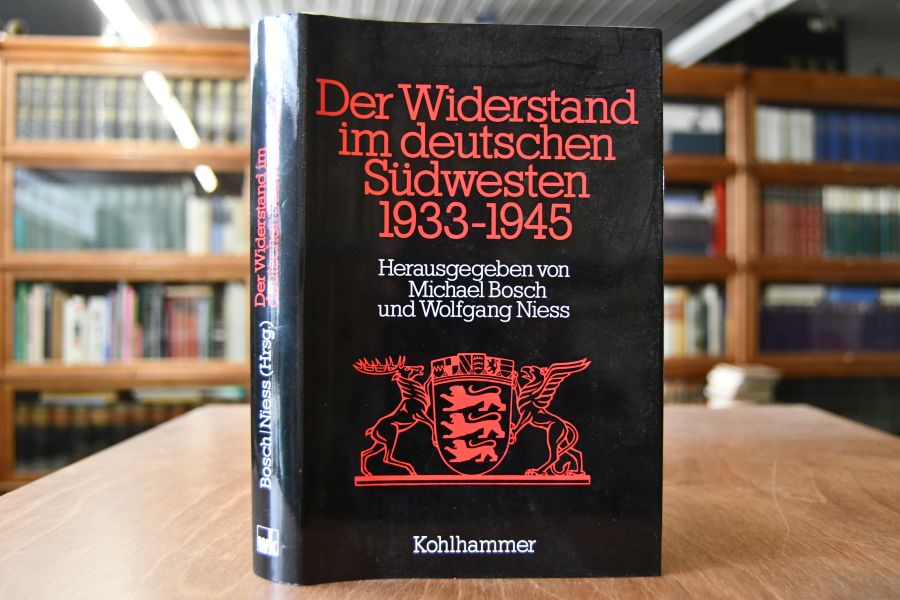 Der Widerstand
im deutschen
Südwesten
1933-1945
Herausgegeben von
Michael Bosch
und Wolfgang Niess
Kohlhammer
Bosch/Niess (Hrsg)
Der Widerstand im